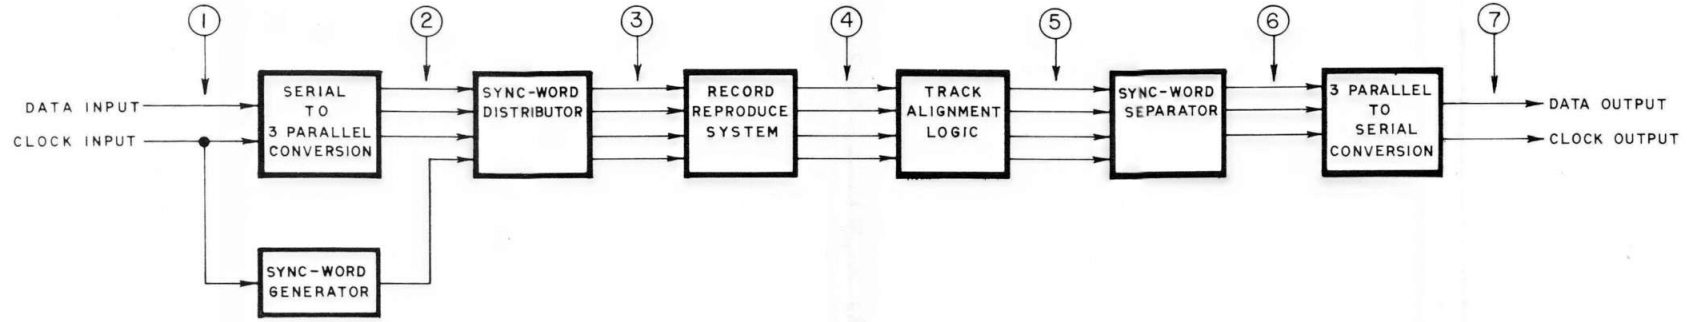 1
2
3
4
5
6
7
DATA INPUT
CLOCK INPUT
SERIAL
TO
3 PARALLEL
CONVERSION
SYNC-WORD
DISTRIBUTOR
RECORD
REPRODUCE
SYSTEM
TRACK
ALIGNMENT
LOGIC
SYNC-WORD
SEPARATOR
3 PARALLEL
TO
SERIAL
CONVERSION
DATA OUTPUT
CLOCK OUTPUT
SYNC-WORD
GENERATOR